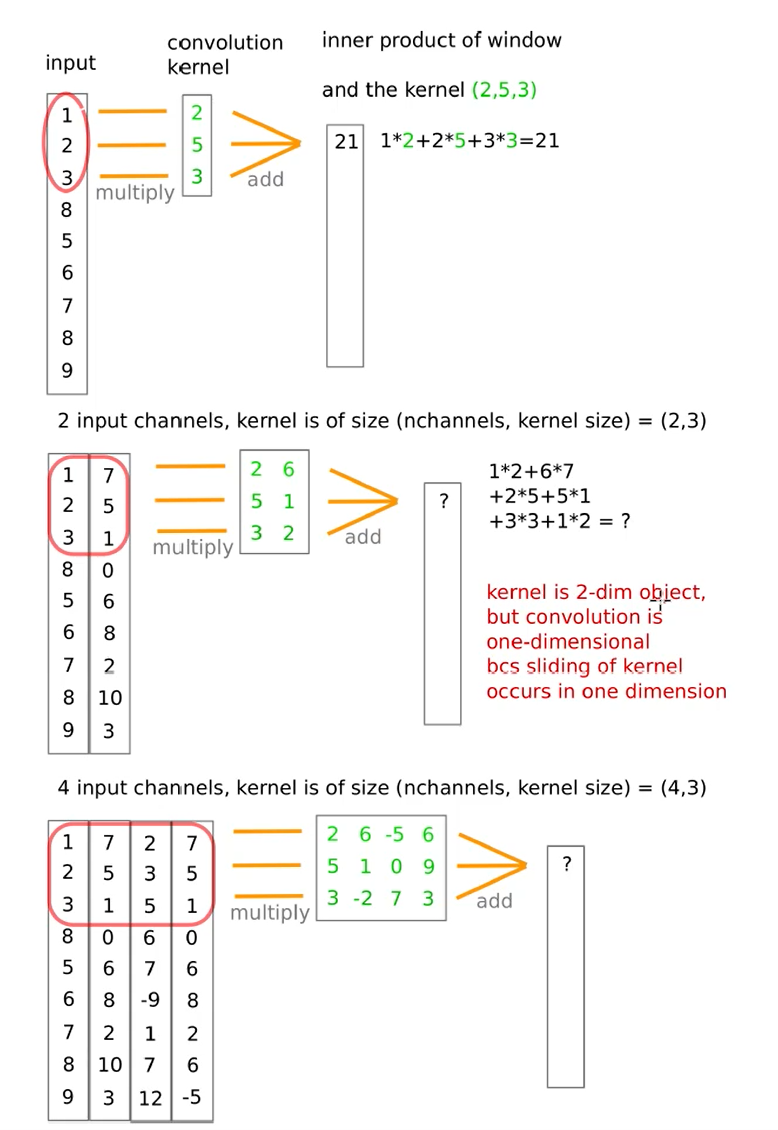 input
convolution
kernel
inner product of window
and the kernel (2,5,3)
1 2 21 1*2+2*5+3*3=21
2 5
3 3
multiply add
8
5
6
7
8
9
2 input channels, kernel is of size (nchannels, kernel size) = (2,3)
1 7 2 6 1*2+6*7
2 5 5 1 ? +2*5+5*1
3 1 3 2 +3*3+1*2 = ?
multiply add
8 0
5 6
6 8
7 2
8 10
9 3
kernel is 2-dim object,
but convolution is
one-dimensional
bcs sliding of kernel
occurs in one dimension
4 input channels, kernel is of size (nchannels, kernel size) = (4,3)
1 7 2 7 2 6 -5 6
2 5 3 5 5 1 0 9 ?
3 1 5 1 3 -2 7 3
multiply add
8 0 6 0
5 6 7 6
6 8 -9 8
7 2 1 2
8 10 7 6
9 3 12 -5